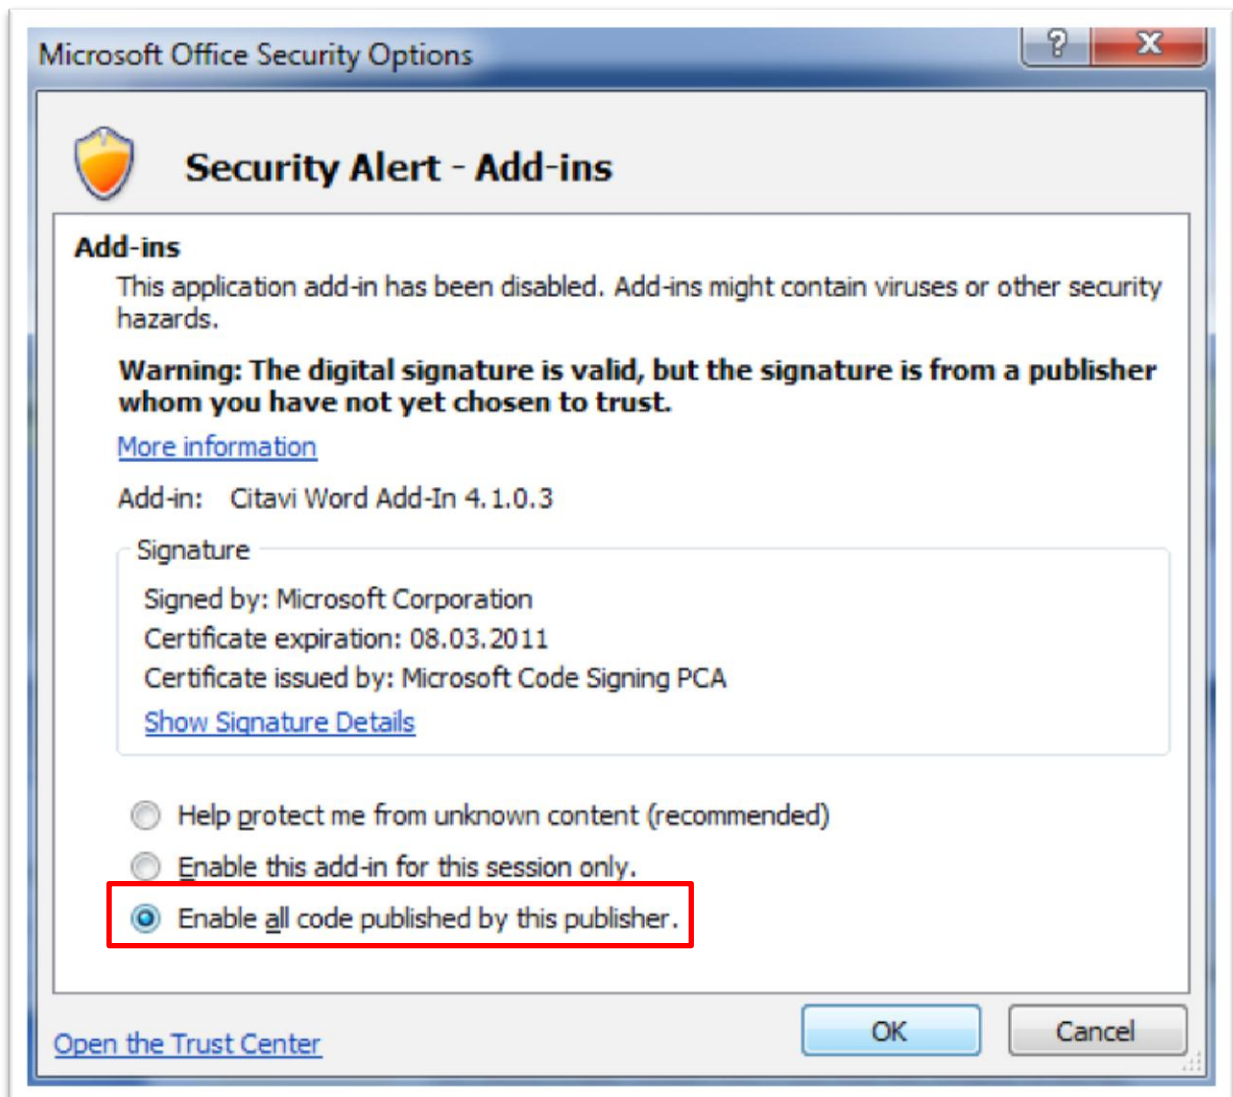 Microsoft Office Security Options
?
X
Security Alert - Add-ins
Add-ins
This application add-in has been disabled. Add-ins might contain viruses or other security
hazards.
Warning: The digital signature is valid, but the signature is from a publisher
whom you have not yet chosen to trust.
More information
Add-in: Citavi Word Add-In 4.1.0.3
Signature
Signed by: Microsoft Corporation
Certificate expiration: 08.03.2011
Certificate issued by: Microsoft Code Signing PCA
Show Signature Details
Help protect me from unknown content (recommended)
Enable this add-in for this session only.
Enable all code published by this publisher.
Open the Trust Center
OK
Cancel